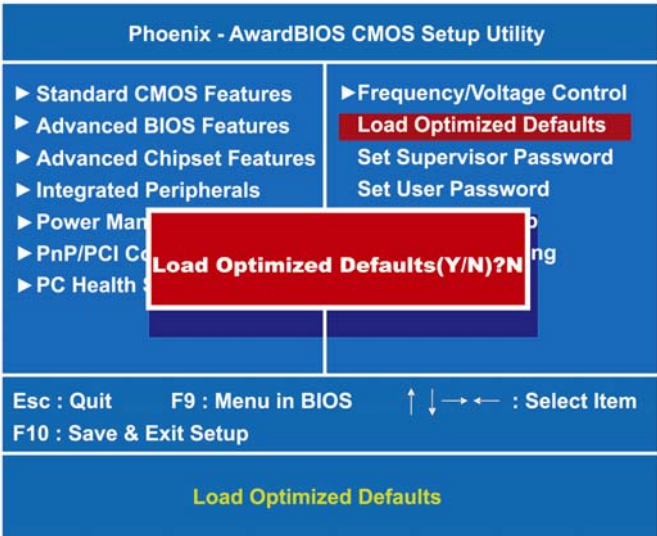 Phoenix - AwardBIOS CMOS Setup Utility
▶ Standard CMOS Features
▶ Advanced BIOS Features
▶ Advanced Chipset Features
▶ Integrated Peripherals
▶ Power Man
▶ PnP/PCI
▶ PC Health
▶ Frequency/Voltage Control
Load Optimized Defaults
Set Supervisor Password
Set User Password
ng
Load Optimized Defaults(Y/N)?N
Esc : Quit F9 : Menu in BIOS ↑ ↓ → ← : Select Item
F10 : Save & Exit Setup
Load Optimized Defaults